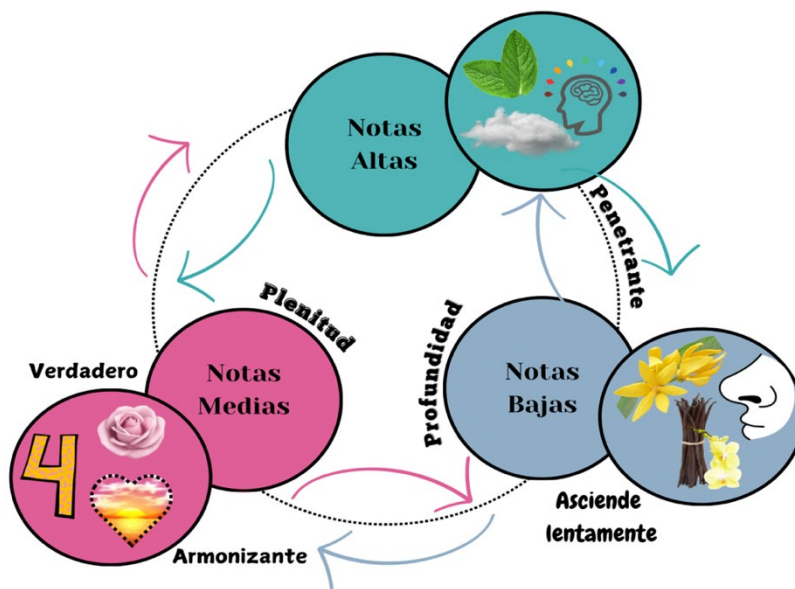 Notas
Altas
Penetrante
Plenitud
Profundidad
Verdadero
Notas
Medias
Notas
Bajas
4
Asciende
lentamente
Armonizante